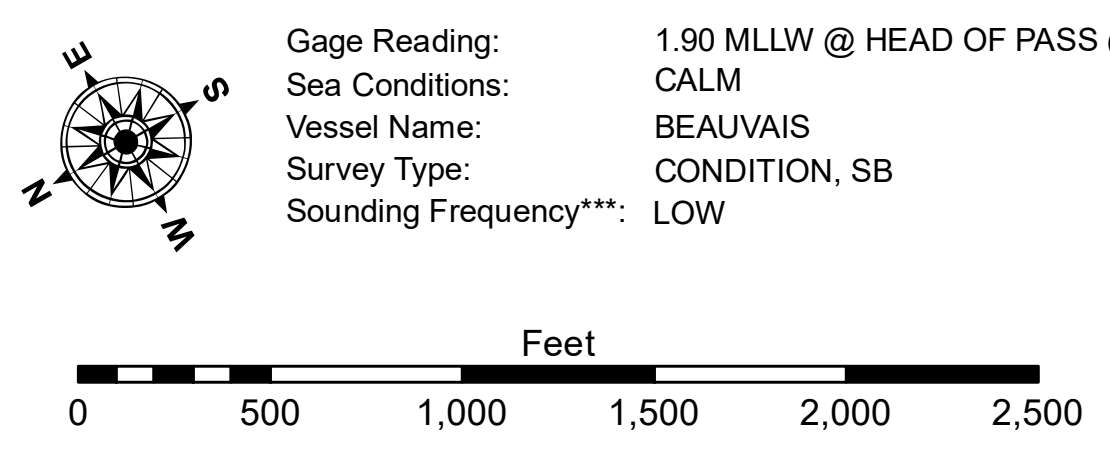 E
S
N
W
Gage Reading: 1.90 MLLW @ HEAD OF PASS
Sea Conditions: CALM
Vessel Name: BEAUVAIS
Survey Type: CONDITION, SB
Sounding Frequency***: LOW
Feet
0 500 1,000 1,500 2,000 2,500